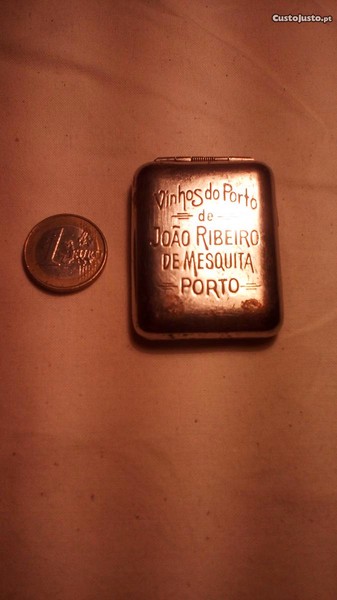 CustoJusto.pt
Vinhos do Porto
de
JOÃO RIBEIRO
DE MESQUITA
PORTO
1
EURO